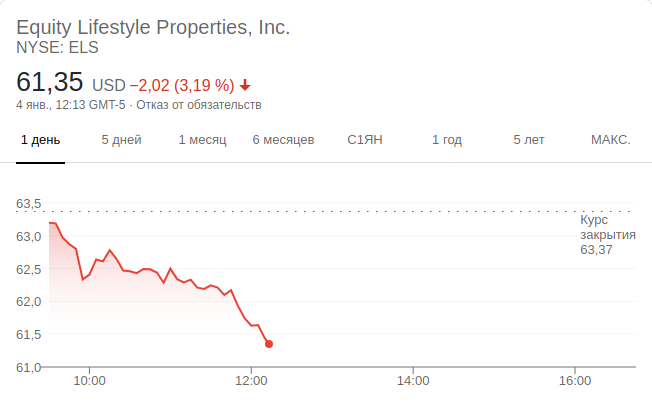 Equity Lifestyle Properties, Inc.
NYSE: ELS
61,35 USD −2,02 (3,19 %)
4 янв., 12:13 GMT-5 · Отказ от обязательств
1 день 5 дней 1 месяц 6 месяцев С1ЯН 1 год 5 лет МАКС.
63,5
Курс
закрытия
63,37
63,0
62,5
62,0
61,5
61,0
10:00 12:00 14:00 16:00